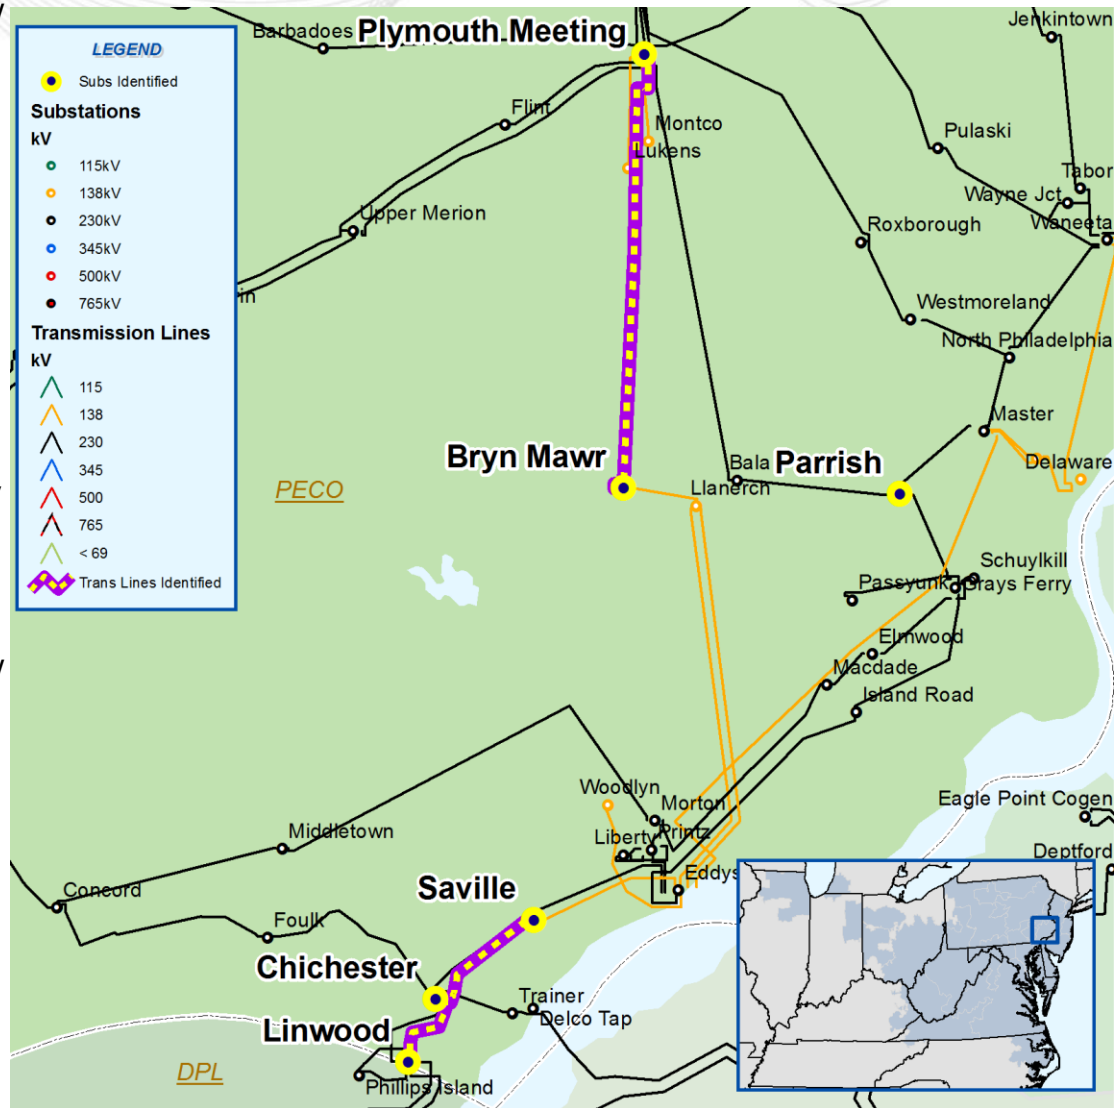 LEGEND
Subs Identified
Substations
kV
115kV
138kV
230kV
345kV
500kV
765kV
Transmission Lines
kV
115
138
230
345
500
765
< 69
Trans Lines Identified
Barbadoes
Plymouth Meeting
Jenkintown
Flint
Montco
Lukens
Pulaski
Tabor
Wayne Jct
Waneeta
Upper Merion
Roxborough
in
Westmoreland
North Philadelphia
Master
Bryn Mawr
Bala
Parrish
Delaware
PECO
Llanerch
Schuylkill
Passyunk
Grays Ferry
Elmwood
Macdade
Island Road
Woodlyn
Morton
Eagle Point Cogen
Middletown
Liberty
Printz
Deptford
Concord
Saville
Eddys
Foulk
Chichester
Trainer
Delco Tap
Linwood
DPL
Phillips Island